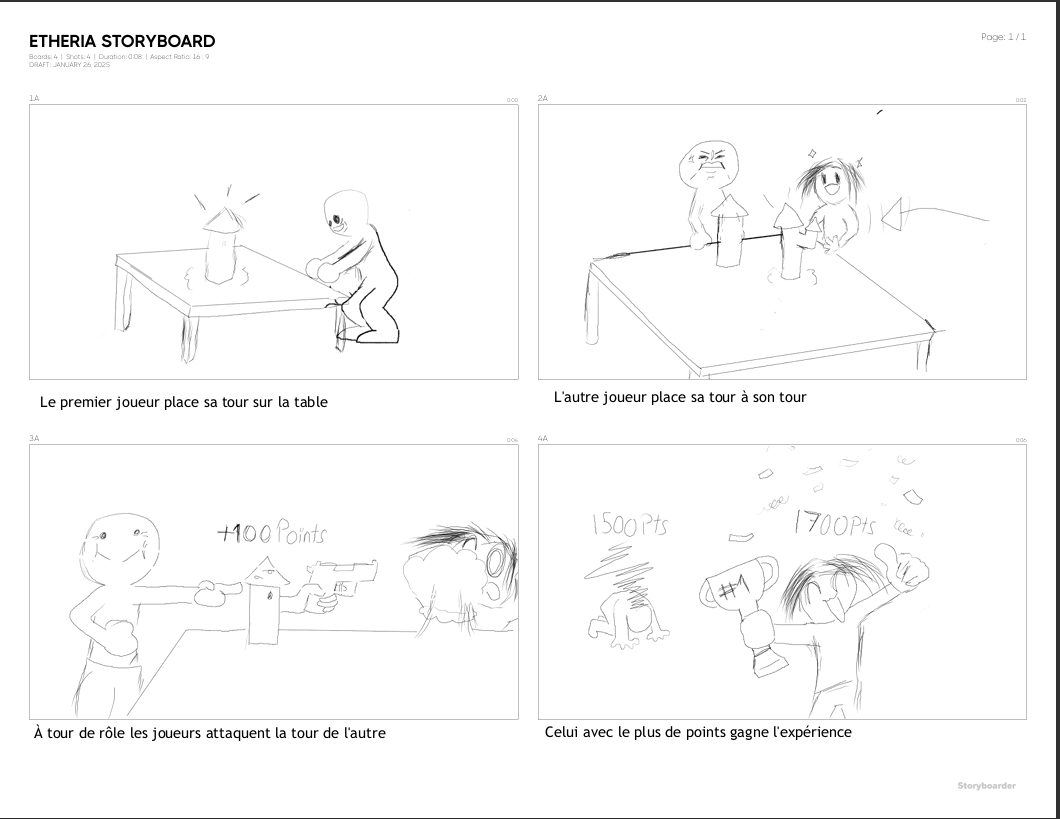 ETHERIA STORYBOARD
Page: 1 / 1
Boards: 4 | Shots: 4 | Duration: 0:08 | Aspect Ratio: 16 : 9
DRAFT: JANUARY 26, 2025
1A
0:00
2A
0:02
Le premier joueur place sa tour sur la table
L'autre joueur place sa tour à son tour
3A
0:04
4A
0:06
+100 Points
1500 Pts
1700 Pts
#1
À tour de rôle les joueurs attaquent la tour de l'autre
Celui avec le plus de points gagne l'expérience
Storyboarder